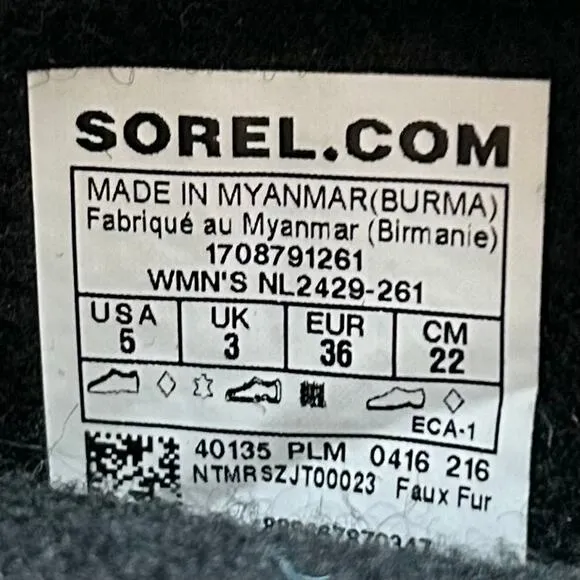 SOREL.COM
MADE IN MYANMAR(BURMA)
Fabriqué au Myanmar (Birmanie)
1708791261
WMN'S NL2429-261
USA UK EUR CM
5 3 36 22
ECA-1
40135 PLM 0416 216
NTMRSZJT00023 Faux Fur